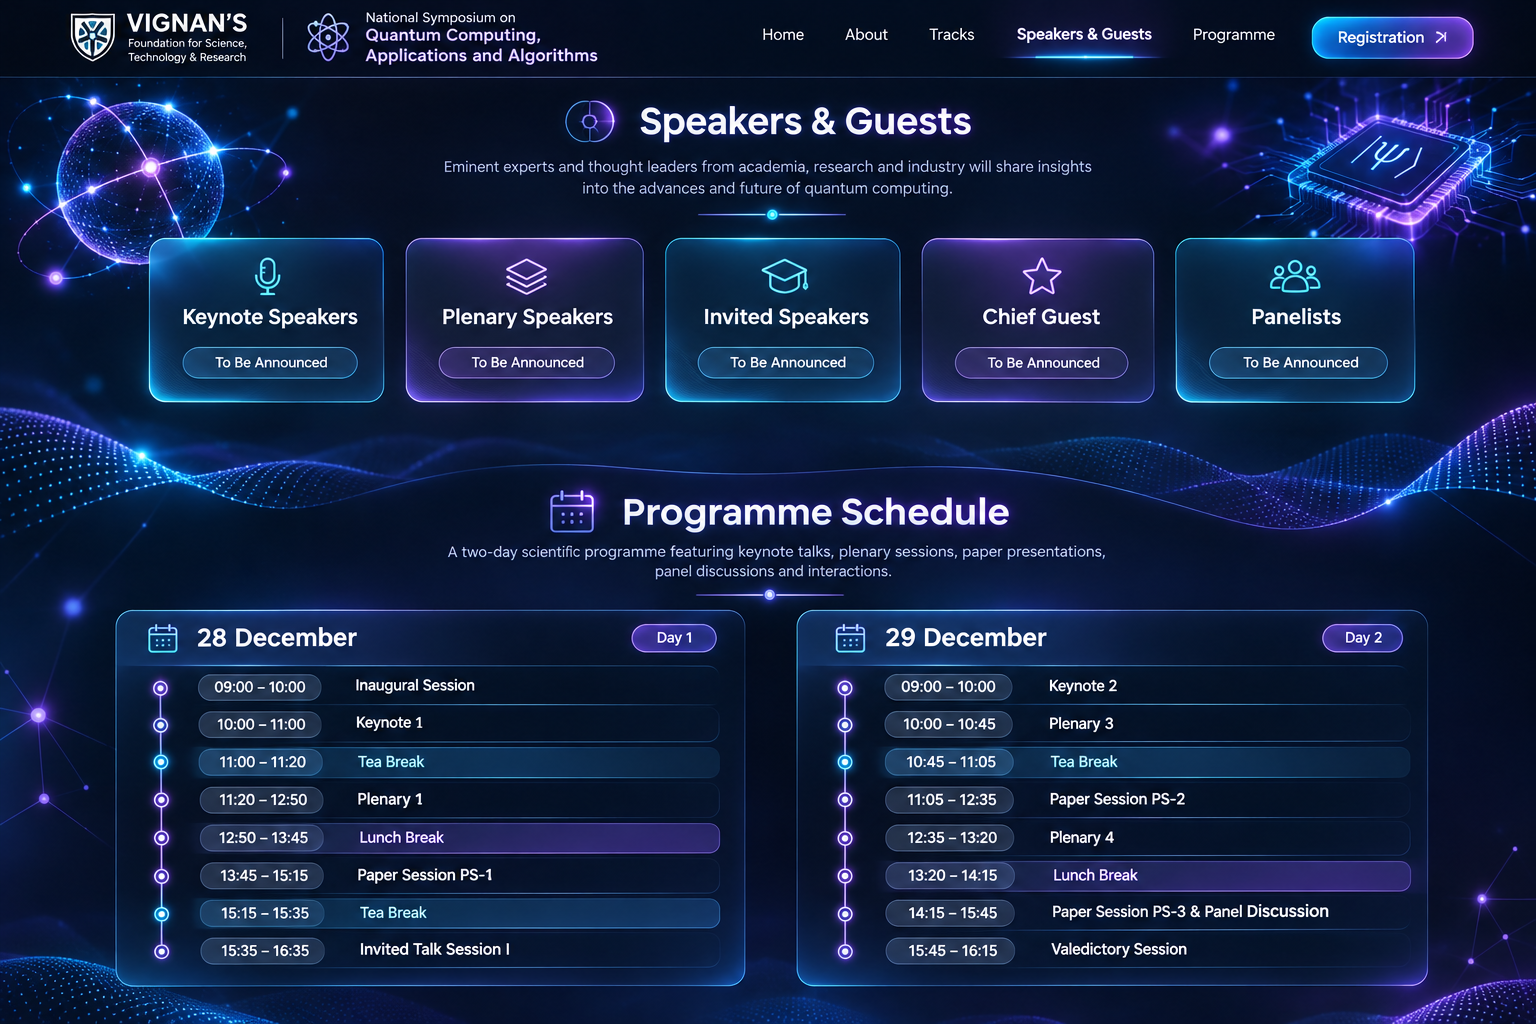 VIGNAN'S
Foundation for Science,
Technology & Research
National Symposium on
Quantum Computing,
Applications and Algorithms
Home
About
Tracks
Speakers & Guests
Programme
Registration
Speakers & Guests
Eminent experts and thought leaders from academia, research and industry will share insights
into the advances and future of quantum computing.
|ψ⟩
Keynote Speakers
To Be Announced
Plenary Speakers
To Be Announced
Invited Speakers
To Be Announced
Chief Guest
To Be Announced
Panelists
To Be Announced
Programme Schedule
A two-day scientific programme featuring keynote talks, plenary sessions, paper presentations,
panel discussions and interactions.
28 December
Day 1
09:00 – 10:00 Inaugural Session
10:00 – 11:00 Keynote 1
11:00 – 11:20 Tea Break
11:20 – 12:50 Plenary 1
12:50 – 13:45 Lunch Break
13:45 – 15:15 Paper Session PS-1
15:15 – 15:35 Tea Break
15:35 – 16:35 Invited Talk Session I
29 December
Day 2
09:00 – 10:00 Keynote 2
10:00 – 10:45 Plenary 3
10:45 – 11:05 Tea Break
11:05 – 12:35 Paper Session PS-2
12:35 – 13:20 Plenary 4
13:20 – 14:15 Lunch Break
14:15 – 15:45 Paper Session PS-3 & Panel Discussion
15:45 – 16:15 Valedictory Session